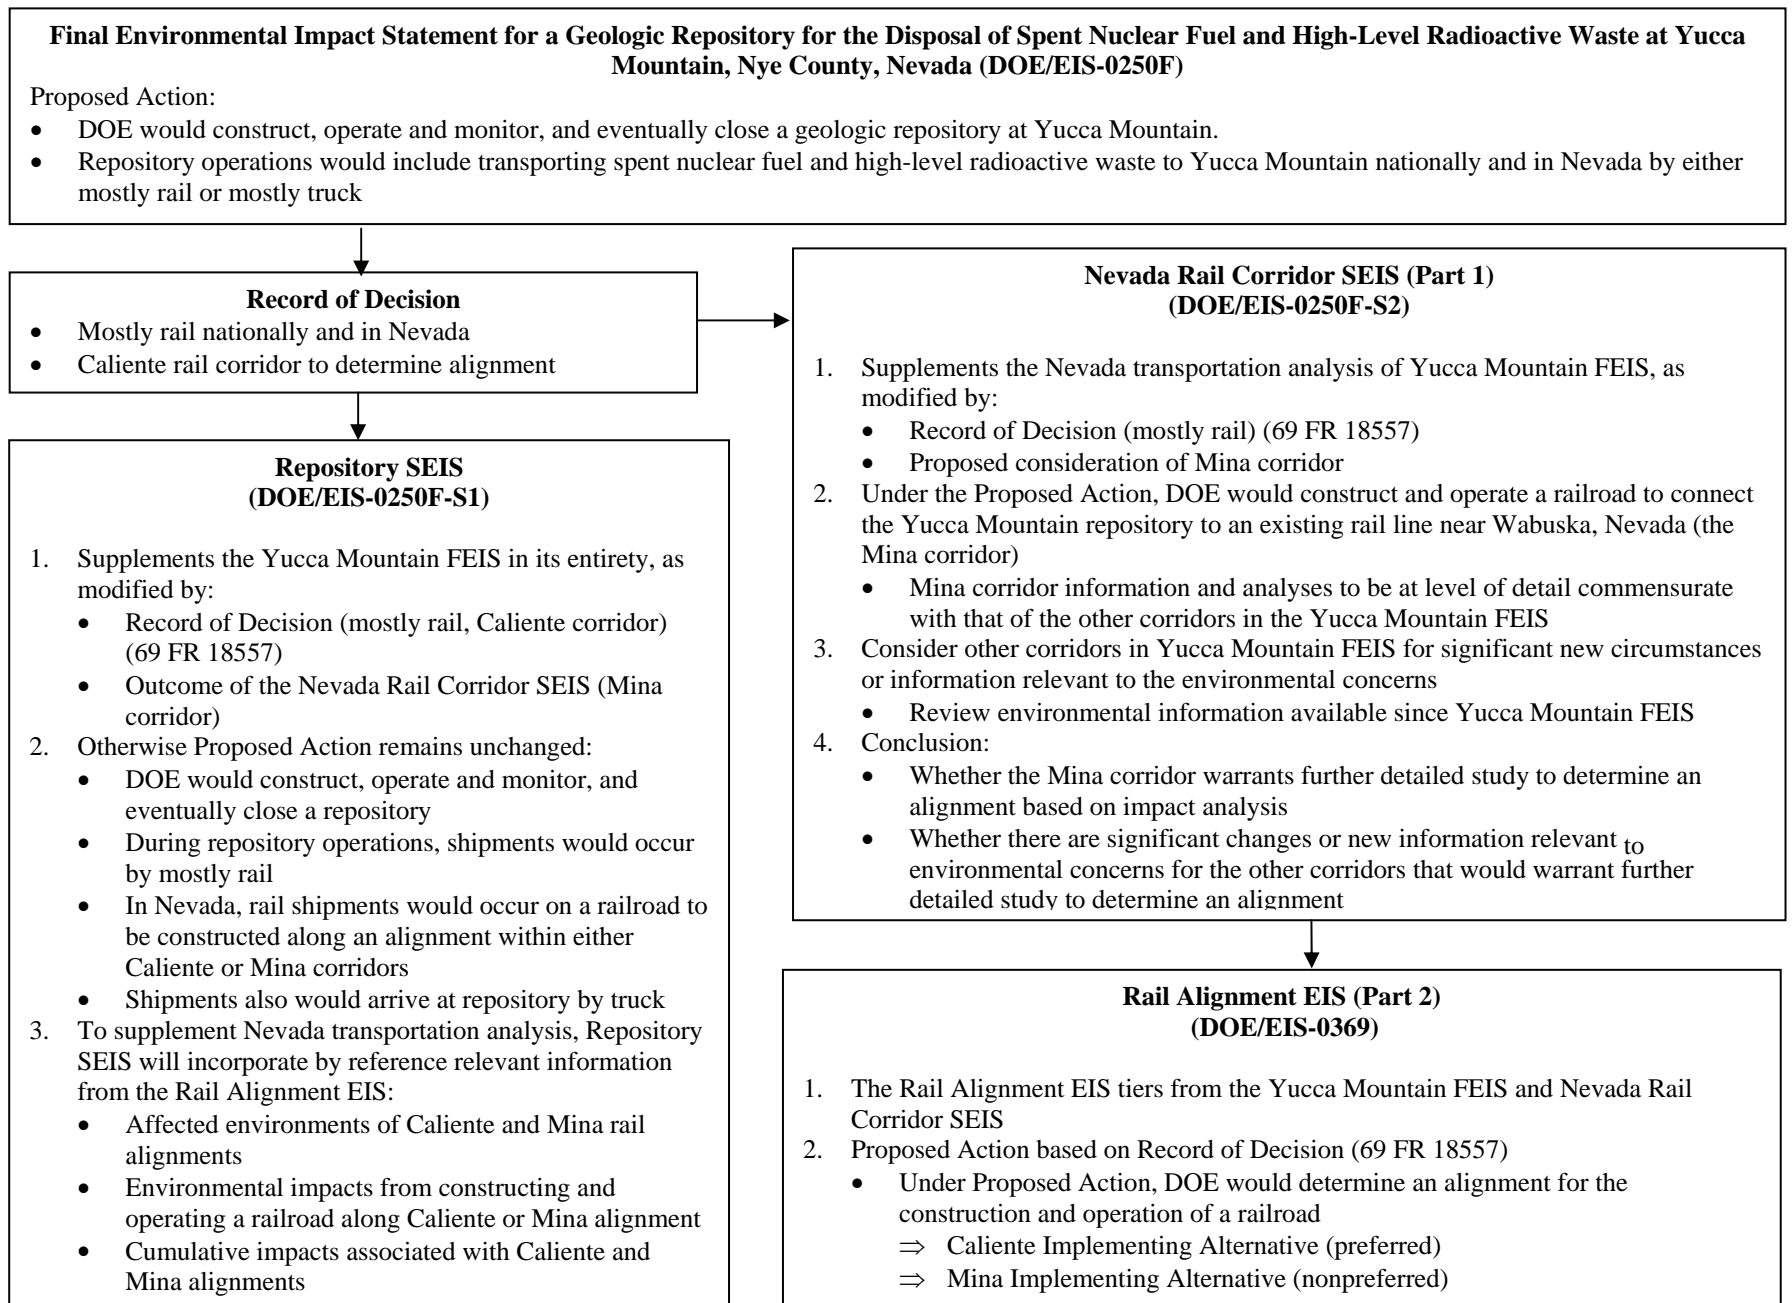 Final Environmental Impact Statement for a Geologic Repository for the Disposal of Spent Nuclear Fuel and High-Level Radioactive Waste at Yucca
Mountain, Nye County, Nevada (DOE/EIS-0250F)
Proposed Action:
• DOE would construct, operate and monitor, and eventually close a geologic repository at Yucca Mountain.
• Repository operations would include transporting spent nuclear fuel and high-level radioactive waste to Yucca Mountain nationally and in Nevada by either
mostly rail or mostly truck
Record of Decision
• Mostly rail nationally and in Nevada
• Caliente rail corridor to determine alignment
Repository SEIS
(DOE/EIS-0250F-S1)
1. Supplements the Yucca Mountain FEIS in its entirety, as
modified by:
• Record of Decision (mostly rail, Caliente corridor)
(69 FR 18557)
• Outcome of the Nevada Rail Corridor SEIS (Mina
corridor)
2. Otherwise Proposed Action remains unchanged:
• DOE would construct, operate and monitor, and
eventually close a repository
• During repository operations, shipments would occur
by mostly rail
• In Nevada, rail shipments would occur on a railroad to
be constructed along an alignment within either
Caliente or Mina corridors
• Shipments also would arrive at repository by truck
3. To supplement Nevada transportation analysis, Repository
SEIS will incorporate by reference relevant information
from the Rail Alignment EIS:
• Affected environments of Caliente and Mina rail
alignments
• Environmental impacts from constructing and
operating a railroad along Caliente or Mina alignment
• Cumulative impacts associated with Caliente and
Mina alignments
Nevada Rail Corridor SEIS (Part 1)
(DOE/EIS-0250F-S2)
1. Supplements the Nevada transportation analysis of Yucca Mountain FEIS, as
modified by:
• Record of Decision (mostly rail) (69 FR 18557)
• Proposed consideration of Mina corridor
2. Under the Proposed Action, DOE would construct and operate a railroad to connect
the Yucca Mountain repository to an existing rail line near Wabuska, Nevada (the
Mina corridor)
• Mina corridor information and analyses to be at level of detail commensurate
with that of the other corridors in the Yucca Mountain FEIS
3. Consider other corridors in Yucca Mountain FEIS for significant new circumstances
or information relevant to the environmental concerns
• Review environmental information available since Yucca Mountain FEIS
4. Conclusion:
• Whether the Mina corridor warrants further detailed study to determine an
alignment based on impact analysis
• Whether there are significant changes or new information relevant to
environmental concerns for the other corridors that would warrant further
detailed study to determine an alignment
Rail Alignment EIS (Part 2)
(DOE/EIS-0369)
1. The Rail Alignment EIS tiers from the Yucca Mountain FEIS and Nevada Rail
Corridor SEIS
2. Proposed Action based on Record of Decision (69 FR 18557)
• Under Proposed Action, DOE would determine an alignment for the
construction and operation of a railroad
⇒ Caliente Implementing Alternative (preferred)
⇒ Mina Implementing Alternative (nonpreferred)